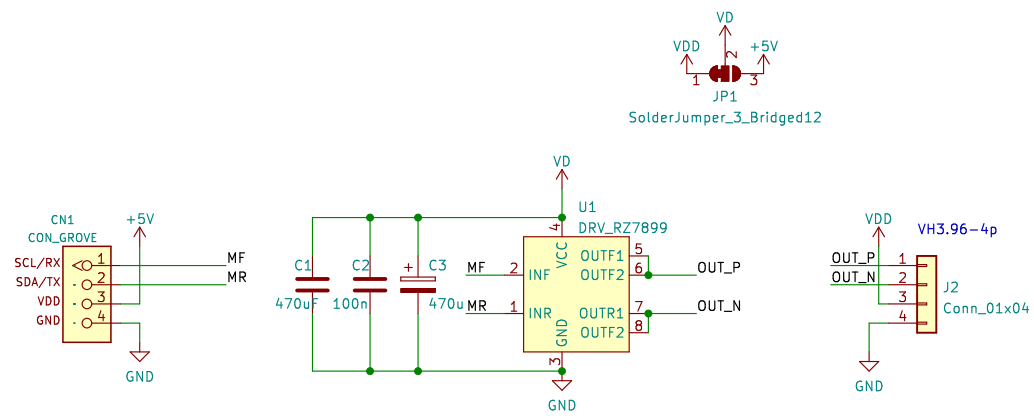 VD
VDD
+5V
2
1
3
JP1
SolderJumper_3_Bridged12
CN1
CON_GROVE
+5V
SCL/RX
1
MF
SDA/TX
2
MR
VDD
3
GND
4
GND
VD
C1
470uF
C2
100n
+
C3
470u
U1
DRV_RZ7899
4
VCC
MF
2
INF
MR
1
INR
OUTF1
5
OUTF2
6
OUT_P
OUTR1
7
OUT_N
OUTF2
8
GND
3
GND
VDD
VH3.96-4p
OUT_P
1
OUT_N
2
3
4
J2
Conn_01x04
GND